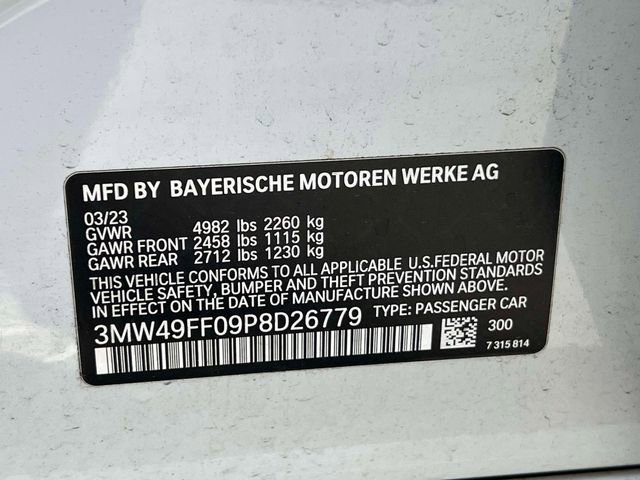 MFD BY BAYERISCHE MOTOREN WERKE AG
03/23
GVWR 4982 lbs 2260 kg
GAWR FRONT 2458 lbs 1115 kg
GAWR REAR 2712 lbs 1230 kg
THIS VEHICLE CONFORMS TO ALL APPLICABLE U.S.FEDERAL MOTOR
VEHICLE SAFETY, BUMPER AND THEFT PREVENTION STANDARDS
IN EFFECT ON THE DATE OF MANUFACTURE SHOWN ABOVE.
3MW49FF09P8D26779 TYPE: PASSENGER CAR
300
7 315 814